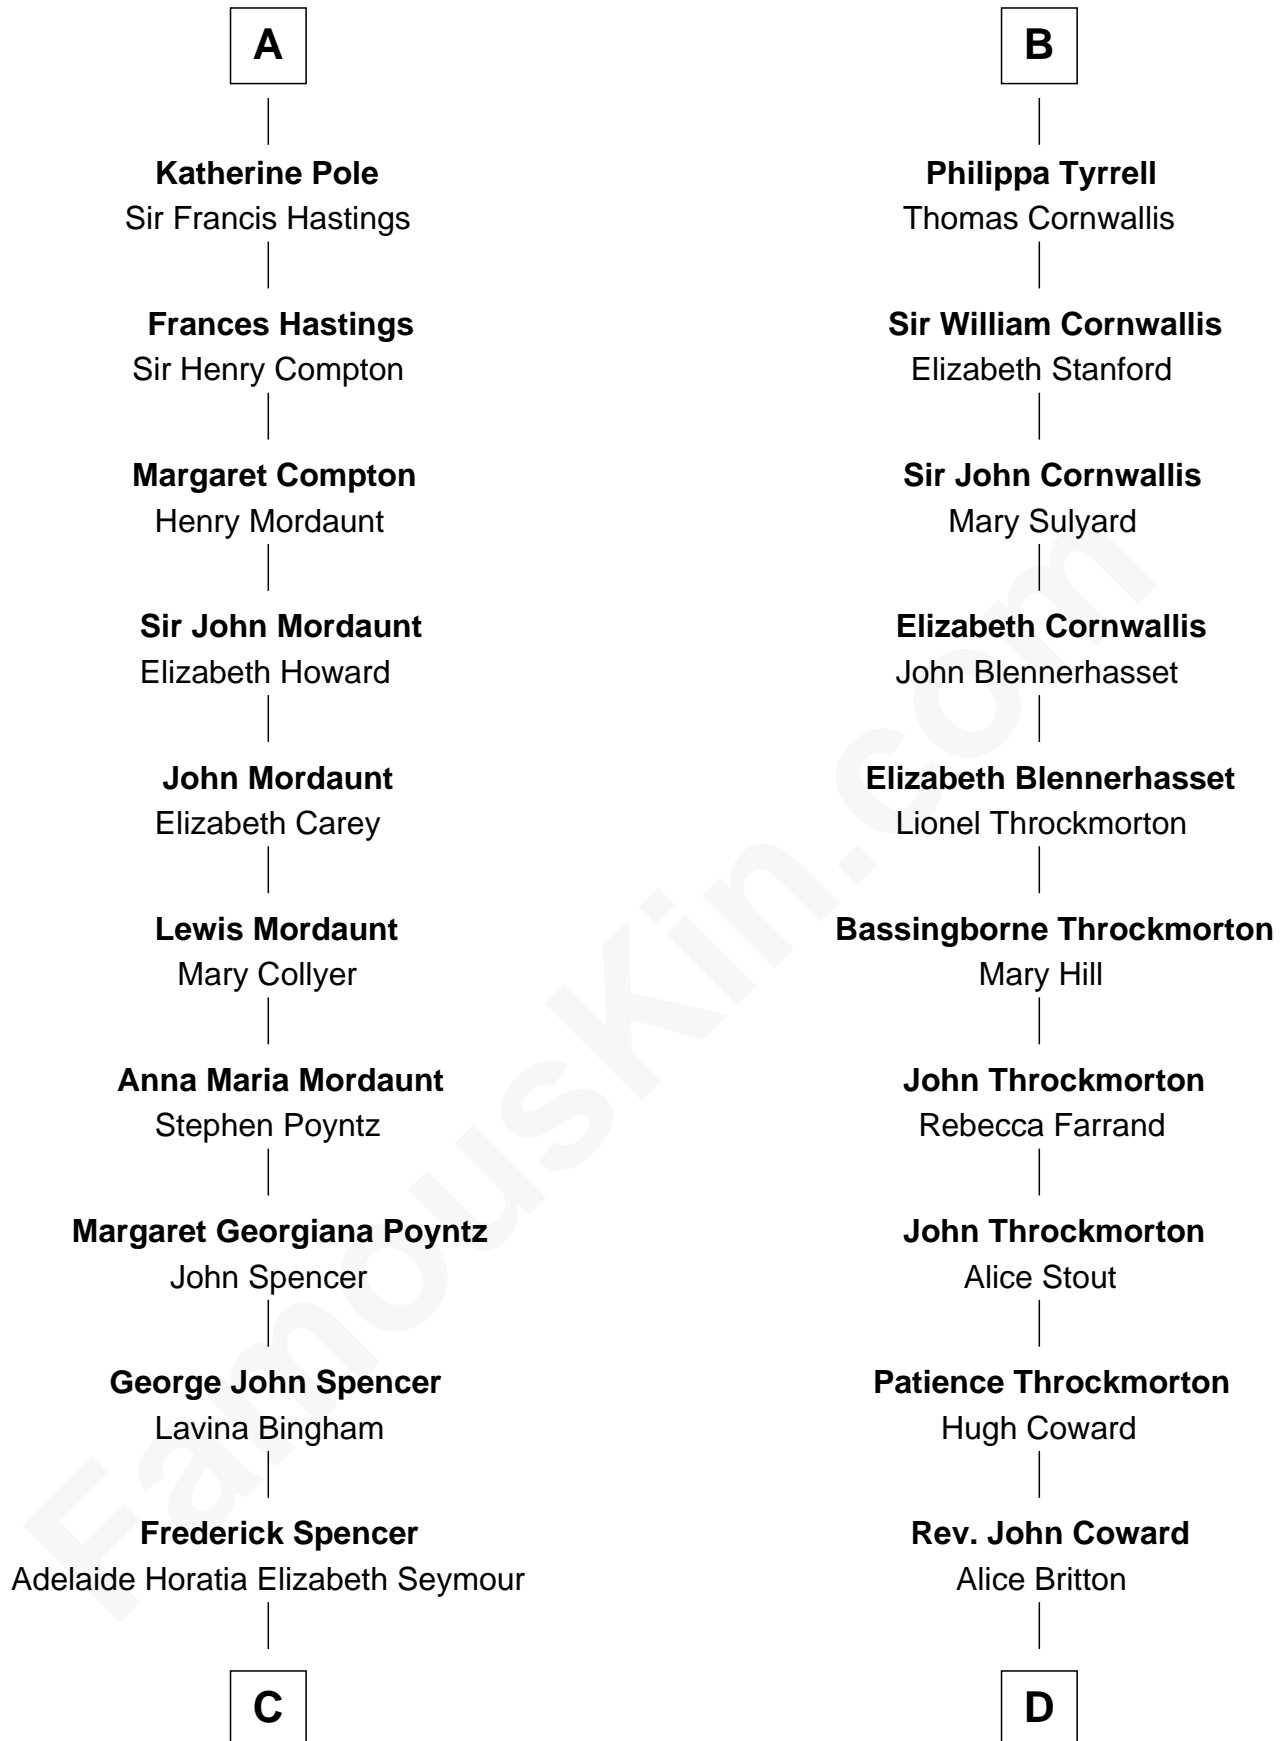 A
Katherine Pole
Sir Francis Hastings
Frances Hastings
Sir Henry Compton
Margaret Compton
Henry Mordaunt
Sir John Mordaunt
Elizabeth Howard
John Mordaunt
Elizabeth Carey
Lewis Mordaunt
Mary Collyer
Anna Maria Mordaunt
Stephen Poyntz
Margaret Georgiana Poyntz
John Spencer
George John Spencer
Lavina Bingham
Frederick Spencer
Adelaide Horatia Elizabeth Seymour
C
B
Philippa Tyrrell
Thomas Cornwallis
Sir William Cornwallis
Elizabeth Stanford
Sir John Cornwallis
Mary Sulyard
Elizabeth Cornwallis
John Blennerhasset
Elizabeth Blennerhasset
Lionel Throckmorton
Bassingborne Throckmorton
Mary Hill
John Throckmorton
Rebecca Farrand
John Throckmorton
Alice Stout
Patience Throckmorton
Hugh Coward
Rev. John Coward
Alice Britton
D
FamousKin.com